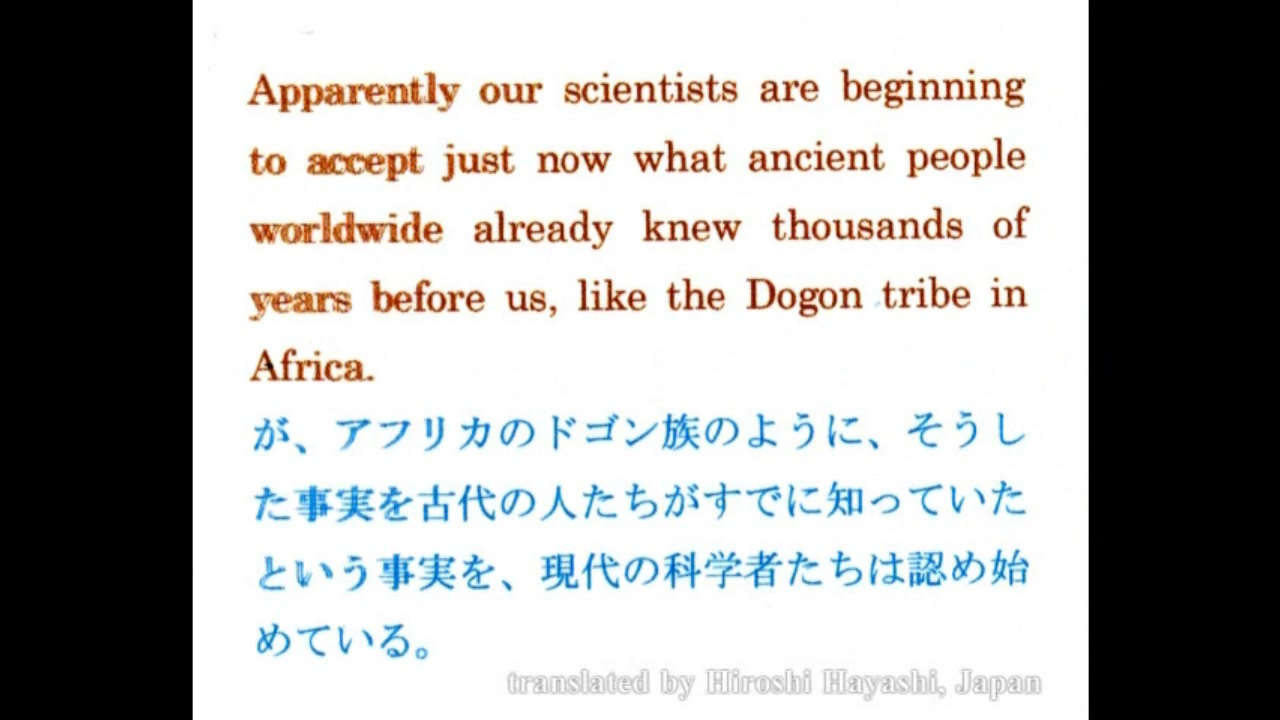 Apparently our scientists are beginning
to accept just now what ancient people
worldwide already knew thousands of
years before us, like the Dogon tribe in
Africa.
が、アフリカのドゴン族のように、そうし
た事実を古代の人たちがすでに知っていた
という事実を、現代の科学者たちは認め始
めている。
translated by Hiroshi Hayashi, Japan